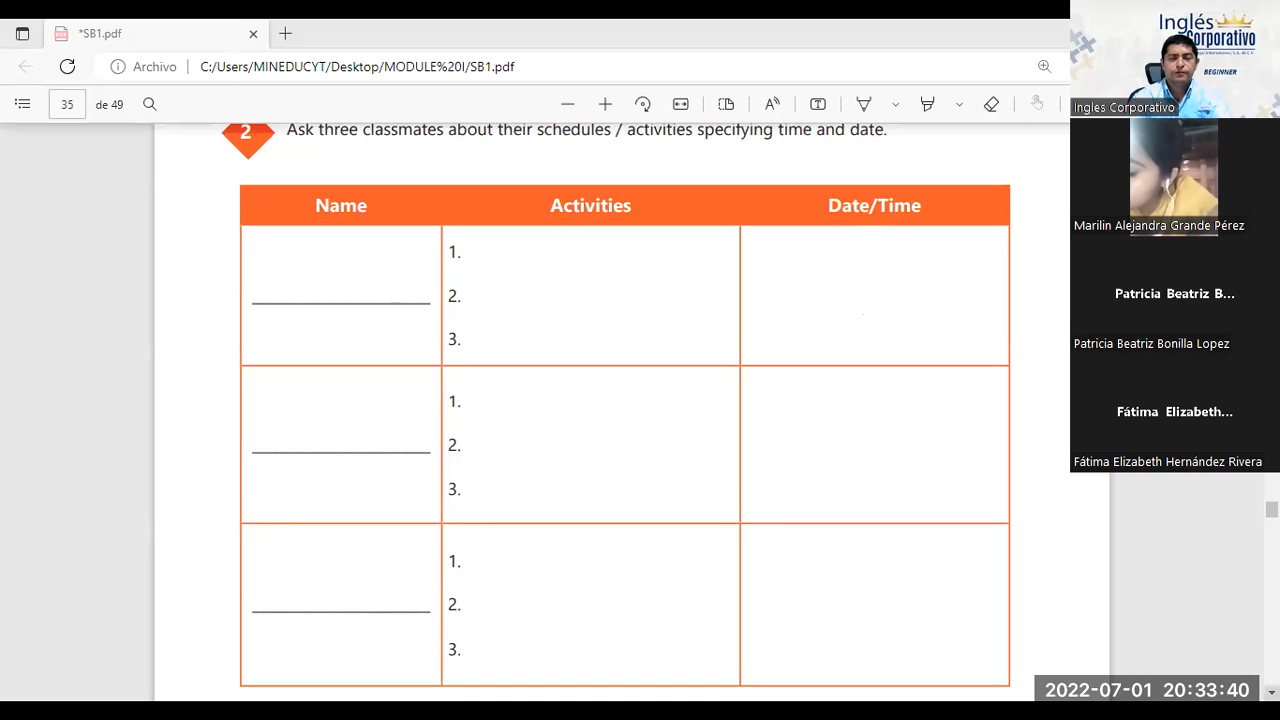 *SB1.pdf
Archivo
C:/Users/MINEDUCYT/Desktop/MODULE%20I/SB1.pdf
35
de 49
2
Ask three classmates about their schedules / activities specifying time and date.
Name
Activities
Date/Time
1.
2.
3.
1.
2.
3.
1.
2.
3.
Inglés
Corporativo
BEGINNER
Ingles Corporativo
Marilin Alejandra Grande Pérez
Patricia Beatriz B...
Patricia Beatriz Bonilla Lopez
Fátima Elizabeth...
Fátima Elizabeth Hernández Rivera
2022-07-01 20:33:40